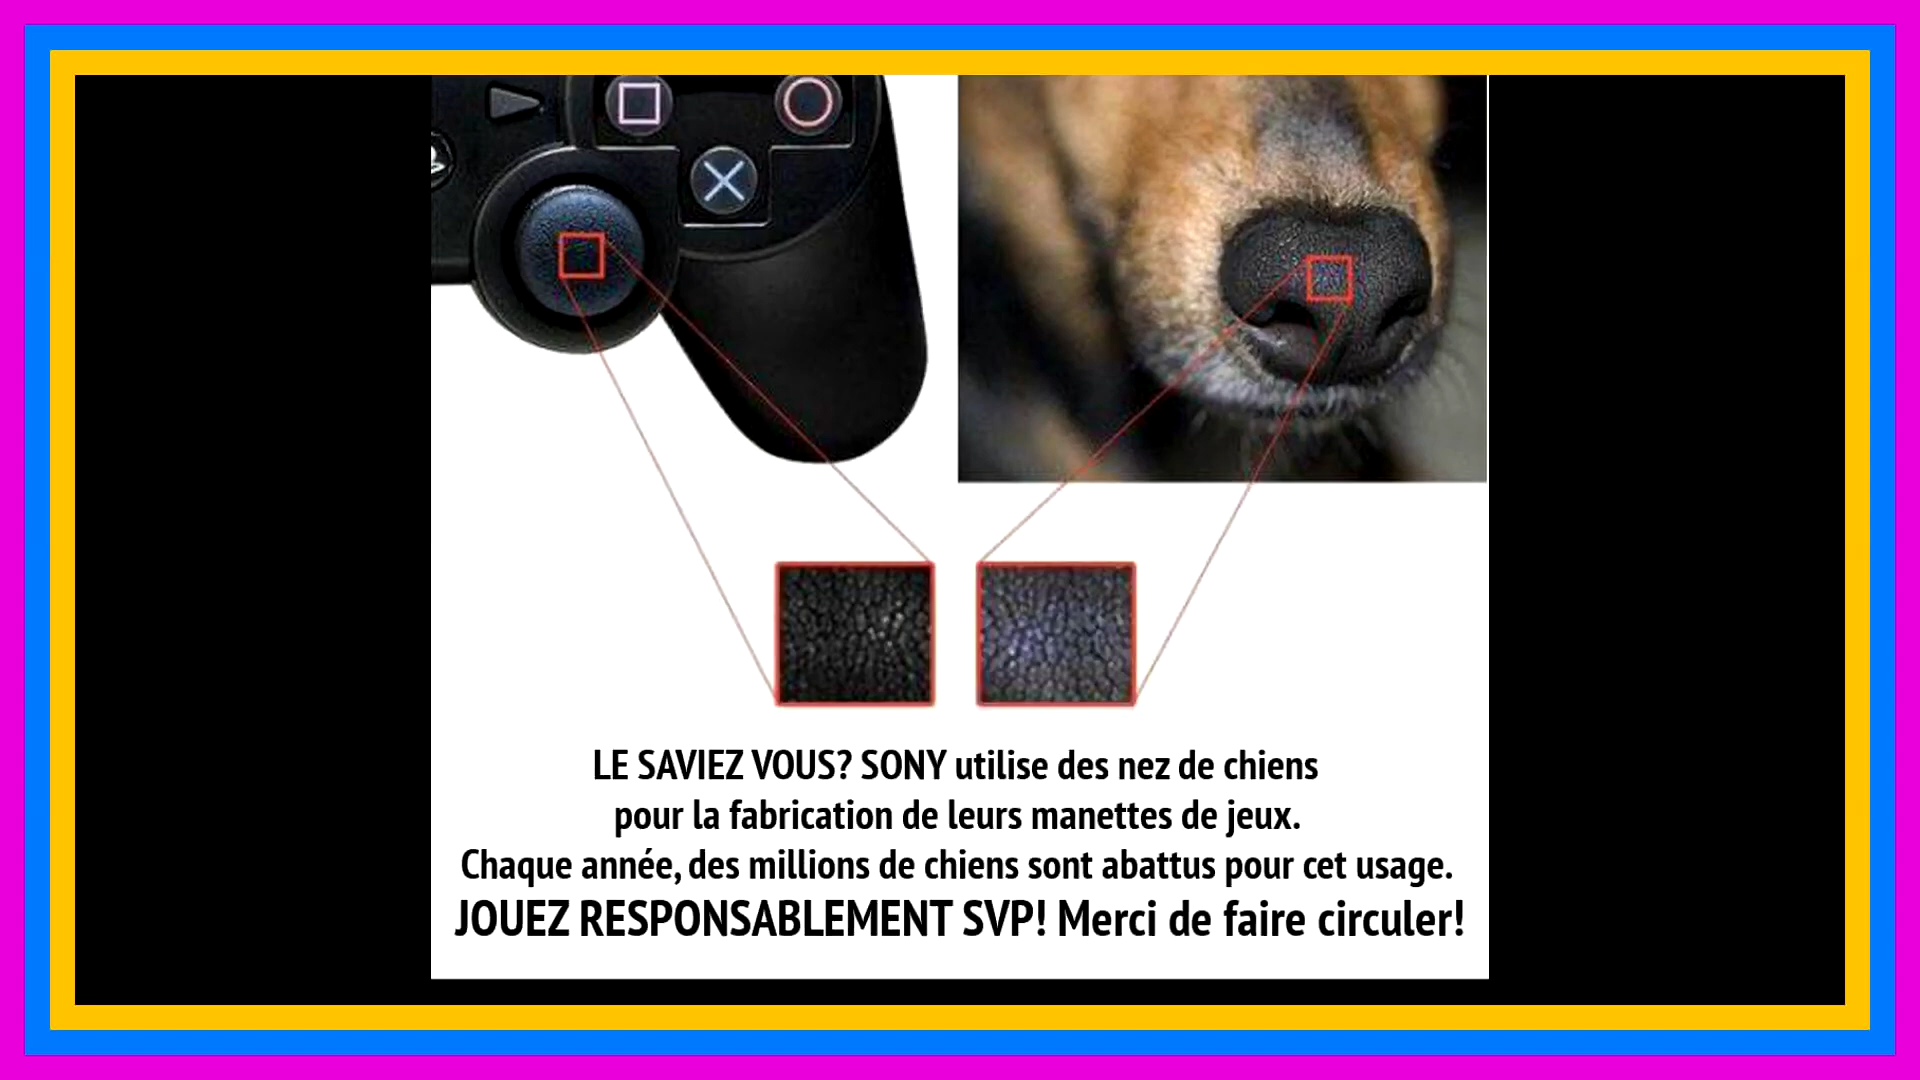 LE SAVIEZ VOUS? SONY utilise des nez de chiens
pour la fabrication de leurs manettes de jeux.
Chaque année, des millions de chiens sont abattus pour cet usage.
JOUEZ RESPONSABLEMENT SVP! Merci de faire circuler!